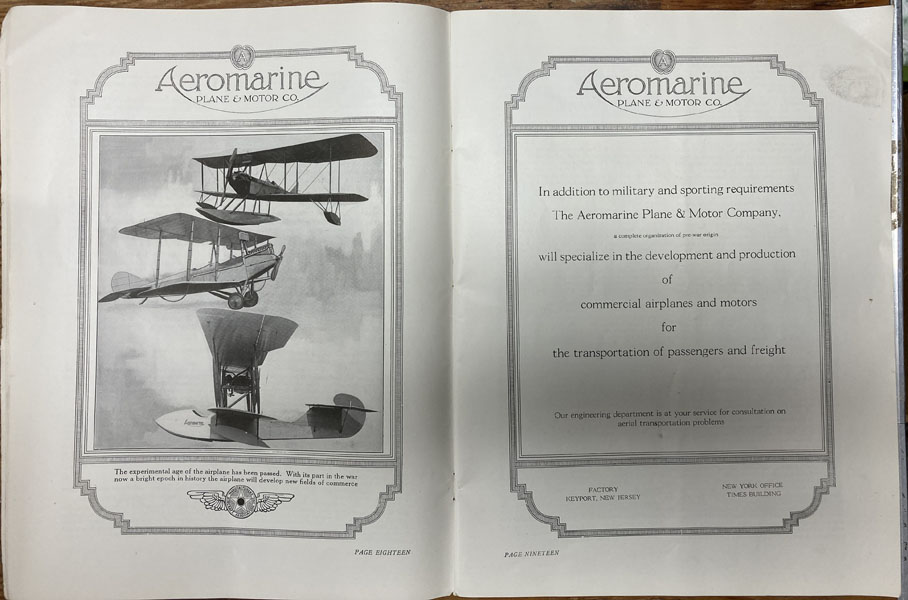 Aeromarine
PLANE & MOTOR CO.
Aeromarine
The experimental age of the airplane has been passed. With its part in the war
now a bright epoch in history the airplane will develop new fields of commerce
PAGE EIGHTEEN
Aeromarine
PLANE & MOTOR CO.
In addition to military and sporting requirements
The Aeromarine Plane & Motor Company,
a complete organization of pre-war origin
will specialize in the development and production
of
commercial airplanes and motors
for
the transportation of passengers and freight
Our engineering department is at your service for consultation on
aerial transportation problems
FACTORY
KEYPORT, NEW JERSEY
NEW YORK OFFICE
TIMES BUILDING
PAGE NINETEEN